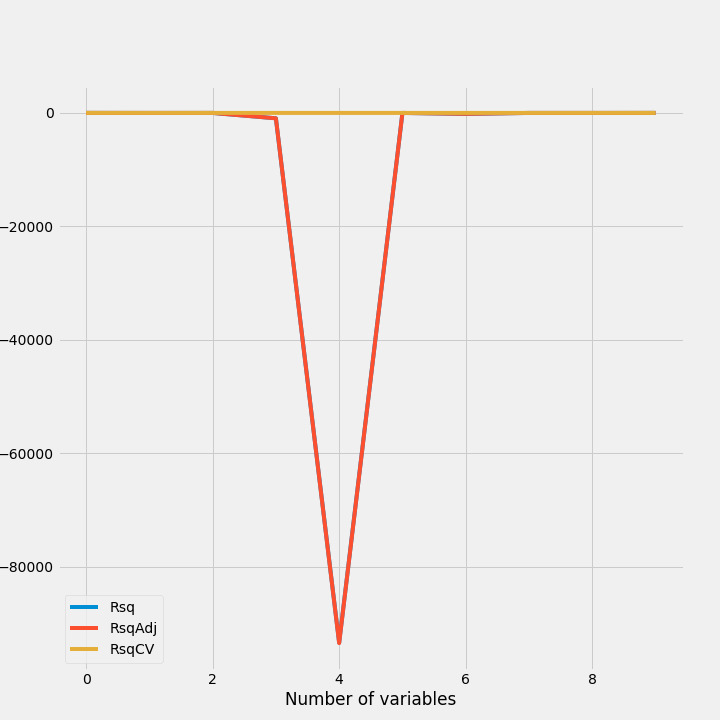 0
−20000
−40000
−60000
−80000
Rsq
RsqAdj
RsqCV
0 2 4 6 8
Number of variables